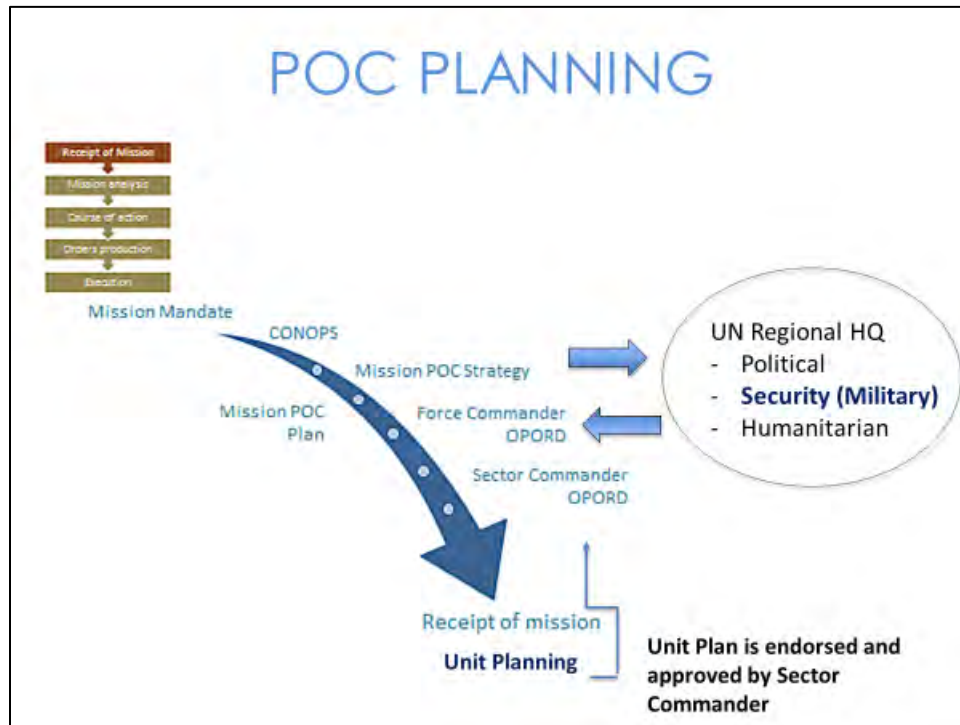 POC PLANNING
Receipt of Mission
Mission analysis
Course of action
Orders production
Execution
Mission Mandate
CONOPS
Mission POC Strategy
Mission POC
Plan
Force Commander
OPORD
Sector Commander
OPORD
UN Regional HQ
- Political
- Security (Military)
- Humanitarian
Receipt of mission
Unit Planning
Unit Plan is endorsed and
approved by Sector
Commander